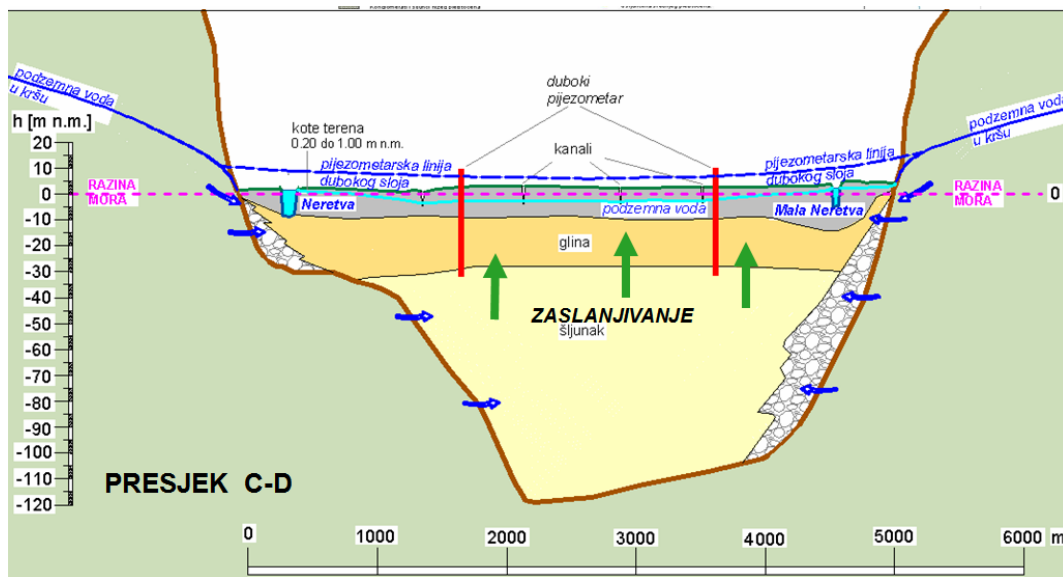 podzemna voda
u kršu
duboki
pijezometar
podzemna voda
u kršu
h [m n.m.]
kote terena
0.20 do 1.00 m n.m.
kanali
pijezometarska linija
dubokog sloja
pijezometarska linija
dubokog sloja
RAZINA
MORA
RAZINA
MORA
0
Neretva
podzemna voda
Mala Neretva
glina
ZASLANJIVANJE
šljunak
20
10
0
-10
-20
-30
-40
-50
-60
-70
-80
-90
-100
-110
-120
PRESJEK C-D
0
1000
2000
3000
4000
5000
6000 m